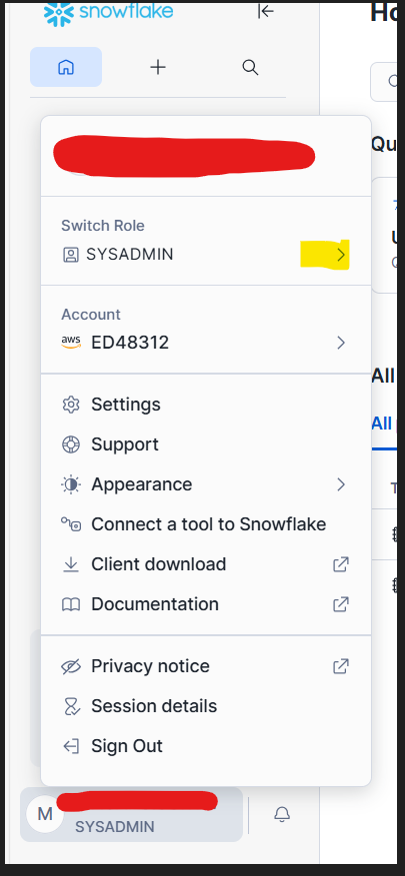 snowflake
Ho
Qu
Switch Role
SYSADMIN
Account
aws ED48312
All
Settings
All
Support
Appearance
Connect a tool to Snowflake
Client download
Documentation
Privacy notice
Session details
Sign Out
M
SYSADMIN